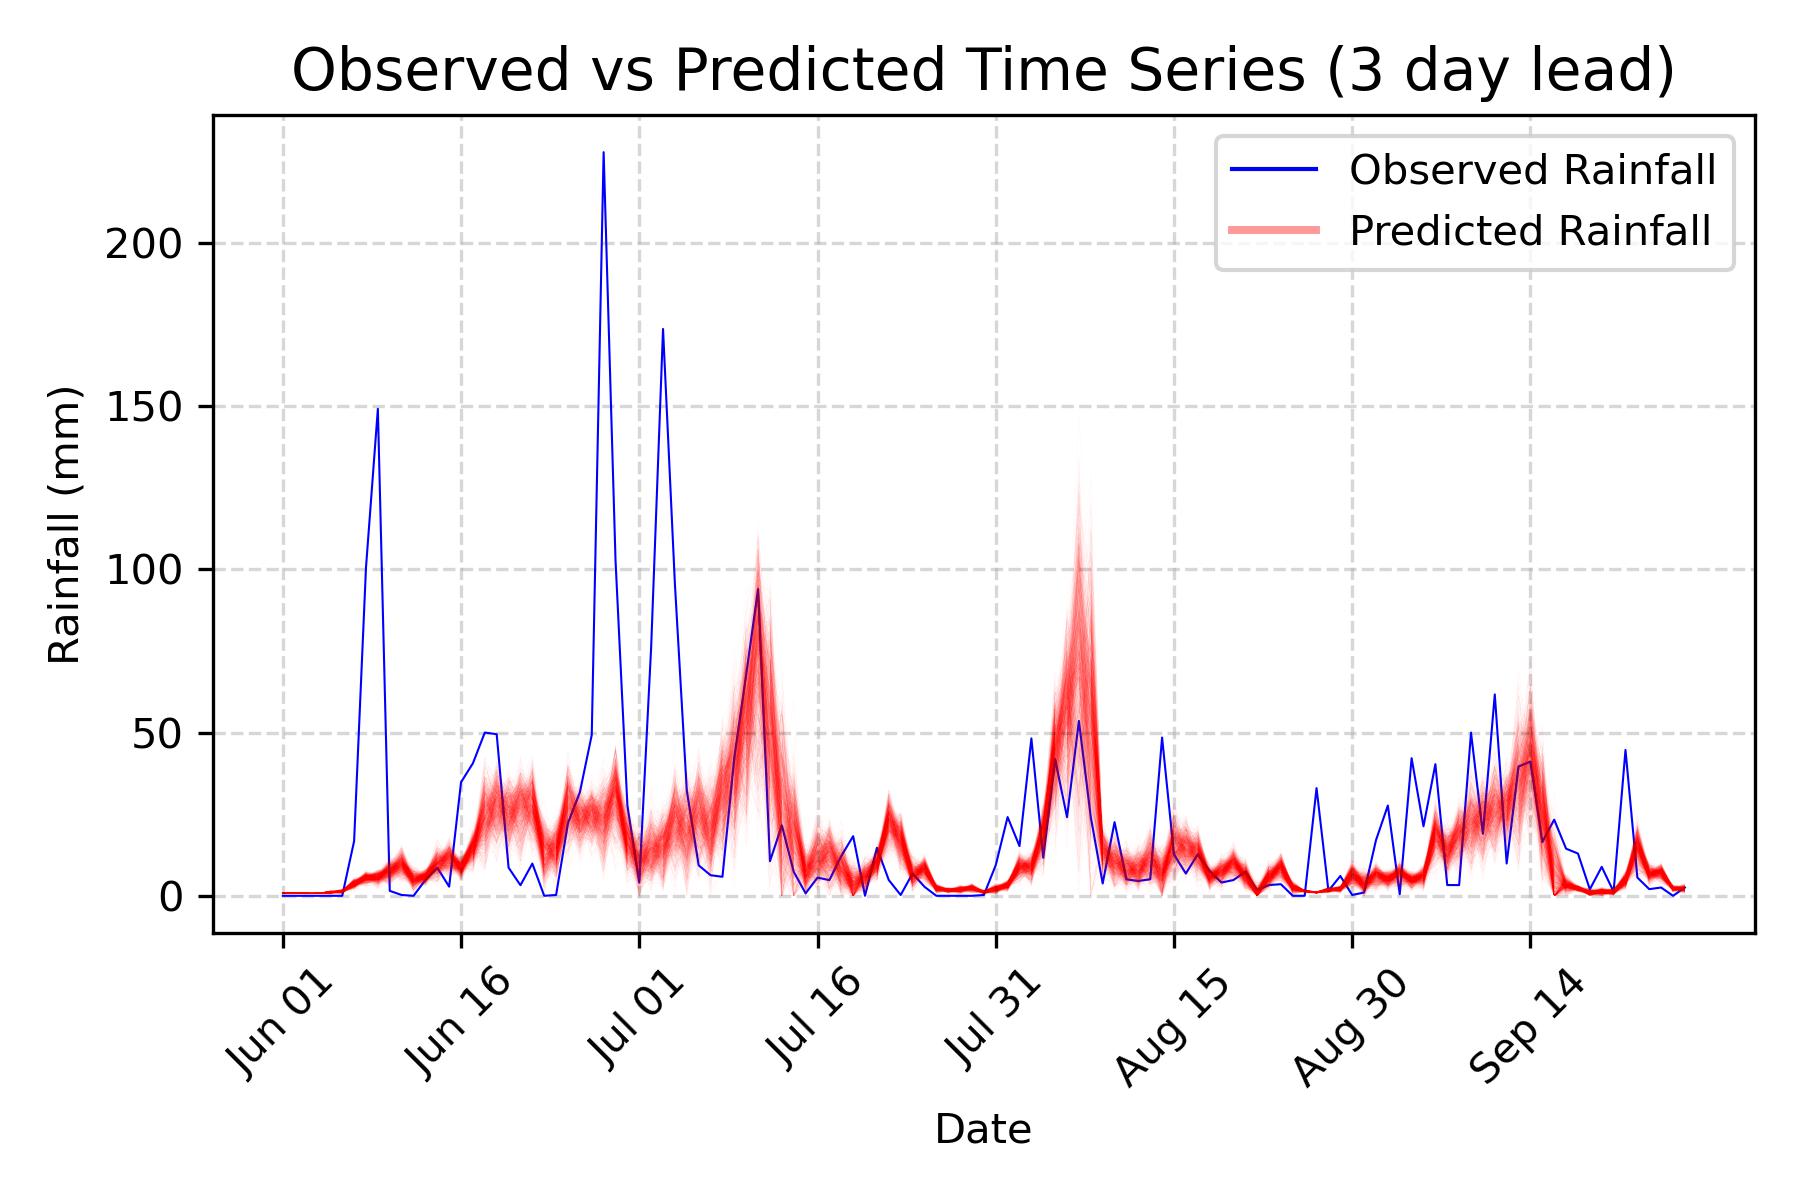 Observed vs Predicted Time Series (3 day lead)
Observed Rainfall
Predicted Rainfall
Rainfall (mm)
200
150
100
50
0
Jun 01
Jun 16
Jul 01
Jul 16
Jul 31
Aug 15
Aug 30
Sep 14
Date